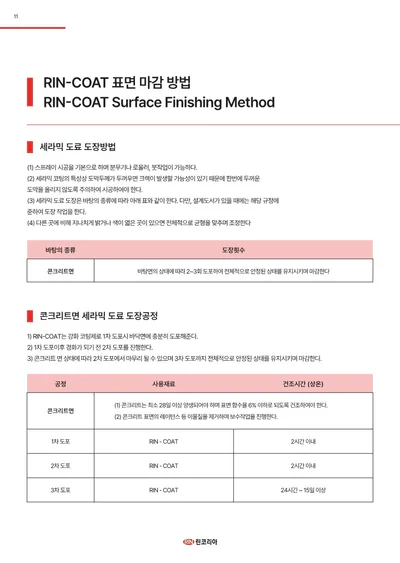 11
RIN-COAT 표면 마감 방법
RIN-COAT Surface Finishing Method
세라믹 도료 도장방법
(1) 스프레이 시공을 기본으로 하며 분무기나 로울러, 붓작업이 가능하다.
(2) 세라믹 코팅의 특성상 도막두께가 두꺼우면 크랙이 발생할 가능성이 있기 때문에 한번에 두꺼운
도막을 올리지 않도록 주의하여 시공하여야 한다.
(3) 세라믹 도료 도장은 바탕의 종류에 따라 아래 표와 같이 한다. 다만, 설계도서가 있을 때에는 해당 규정에
준하여 도장 작업을 한다.
(4) 다른 곳에 비해 지나치게 밝거나 색이 엷은 곳이 있으면 전체적으로 균형을 맞추며 조정한다
바탕의 종류 도장횟수
콘크리트면 바탕면의 상태에 따라 2~3회 도포하여 전체적으로 안정된 상태를 유지시키며 마감한다
콘크리트면 세라믹 도료 도장공정
1) RIN-COAT는 강화 코팅제로 1차 도포시 바닥면에 충분히 도포해준다.
2) 1차 도포이후 경화가 되기 전 2차 도포를 진행한다.
3) 콘크리트 면 상태에 따라 2차 도포에서 마무리 될 수 있으며 3차 도포까지 전체적으로 안정된 상태를 유지시키며 마감한다.
공정 사용재료 건조시간 (상온)
콘크리트면 (1) 콘크리트는 최소 28일 이상 양생되어야 하며 표면 함수율 6% 이하로 되도록 건조하여야 한다.
(2) 콘크리트 표면의 레이턴스 등 이물질을 제거하며 보수작업을 진행한다.
1차 도포 RIN - COAT 2시간 이내
2차 도포 RIN - COAT 2시간 이내
3차 도포 RIN - COAT 24시간 ~ 15일 이상
RIN 린코리아